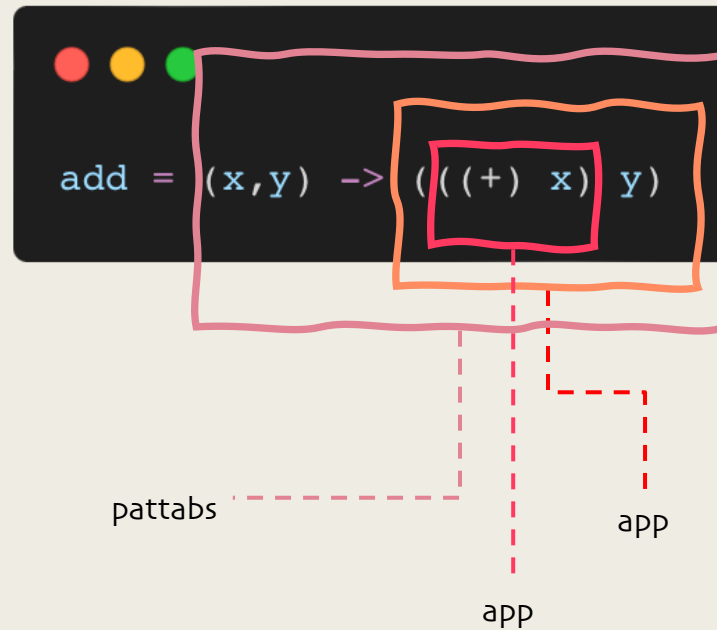 add = (x,y) -> (((+) x) y)
pattabs
app
app